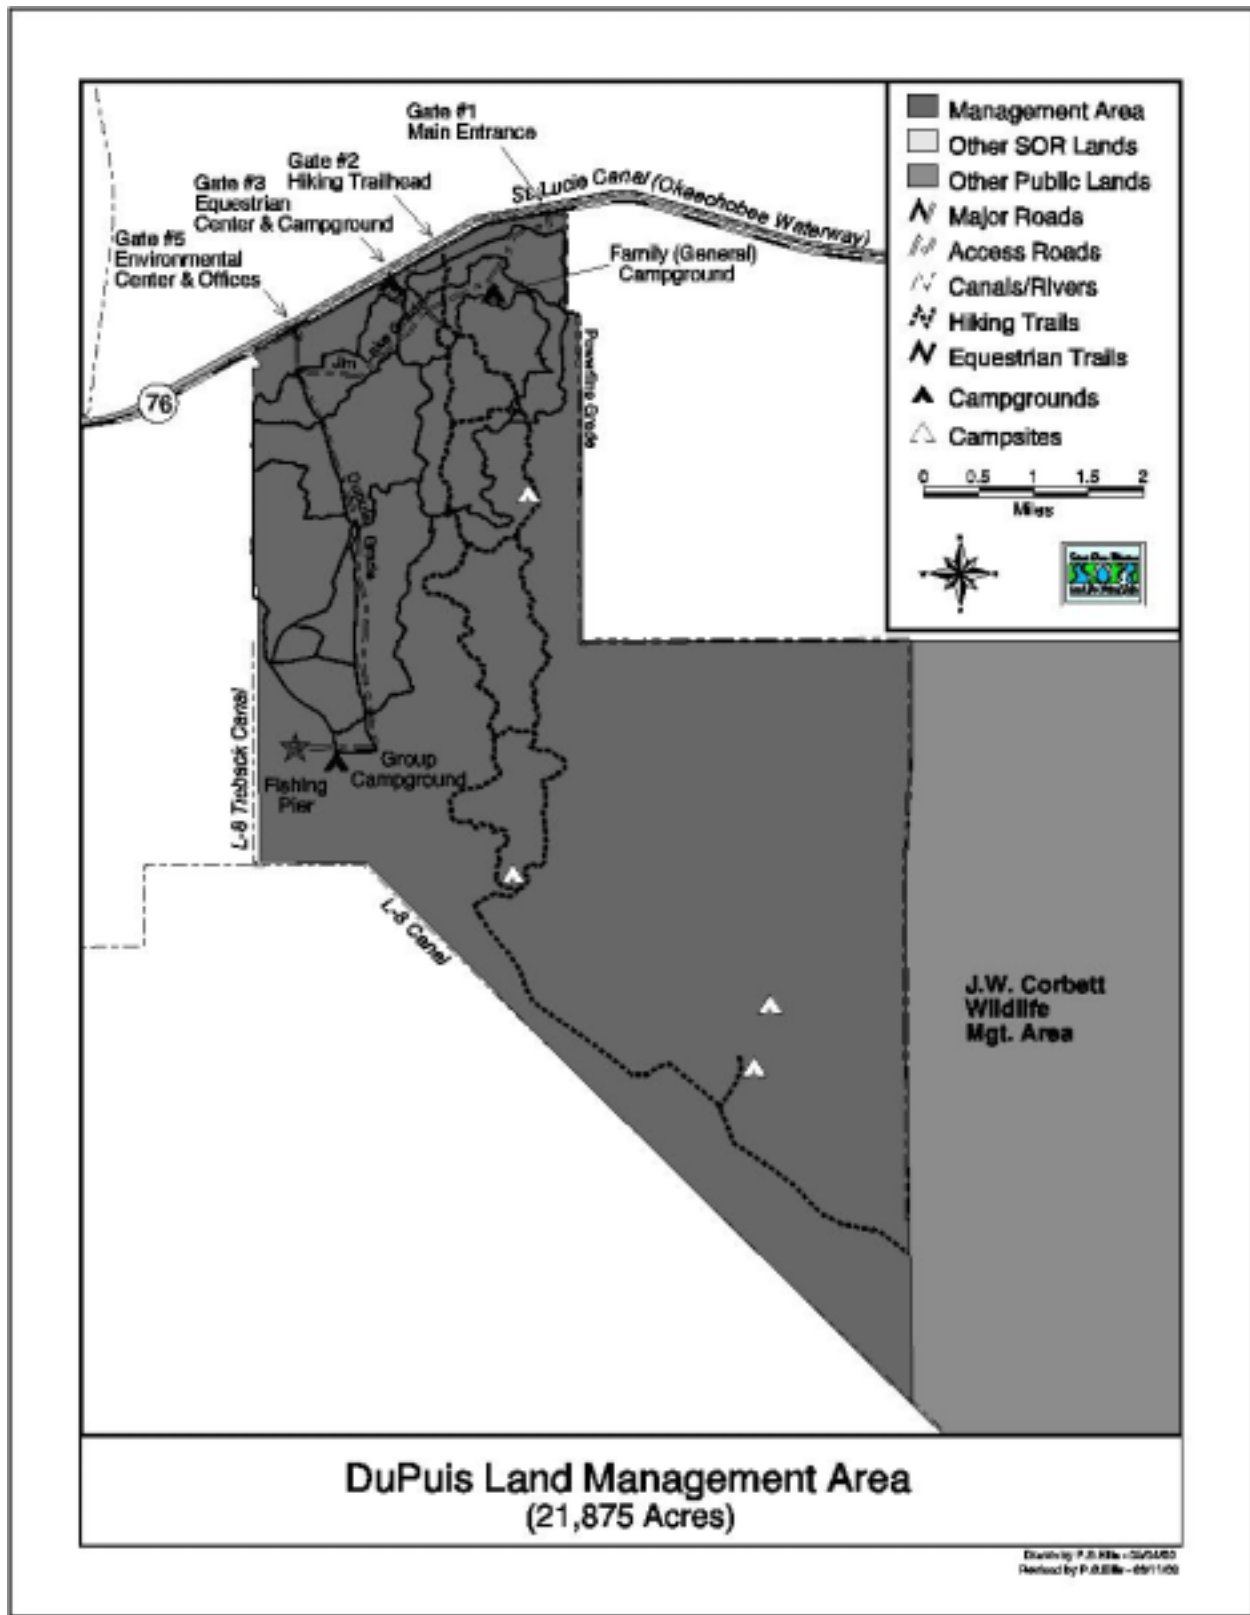 Gate #1
Main Entrance
Gate #2
Hiking Trailhead
Gate #3
Equestrian
Center & Campground
Gate #5
Environmental
Center & Offices
St. Lucie Canal (Okeechobee Waterway)
Family (General)
Campground
76
Jim Lake
Powerline Grade
Dupuis Grade
L-8 Tieback Canal
Fishing
Pier
Group
Campground
L-8 Canal
J.W. Corbett
Wildlife
Mgt. Area
Management Area
Other SOR Lands
Other Public Lands
Major Roads
Access Roads
Canals/Rivers
Hiking Trails
Equestrian Trails
Campgrounds
Campsites
0 0.5 1 1.5 2
Miles
DuPuis Land Management Area
(21,875 Acres)